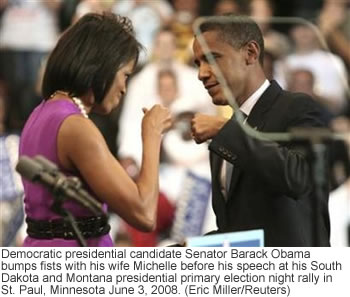 Democratic presidential candidate Senator Barack Obama
bumps fists with his wife Michelle before his speech at his South
Dakota and Montana presidential primary election night rally in
St. Paul, Minnesota June 3, 2008. (Eric Miller/Reuters)